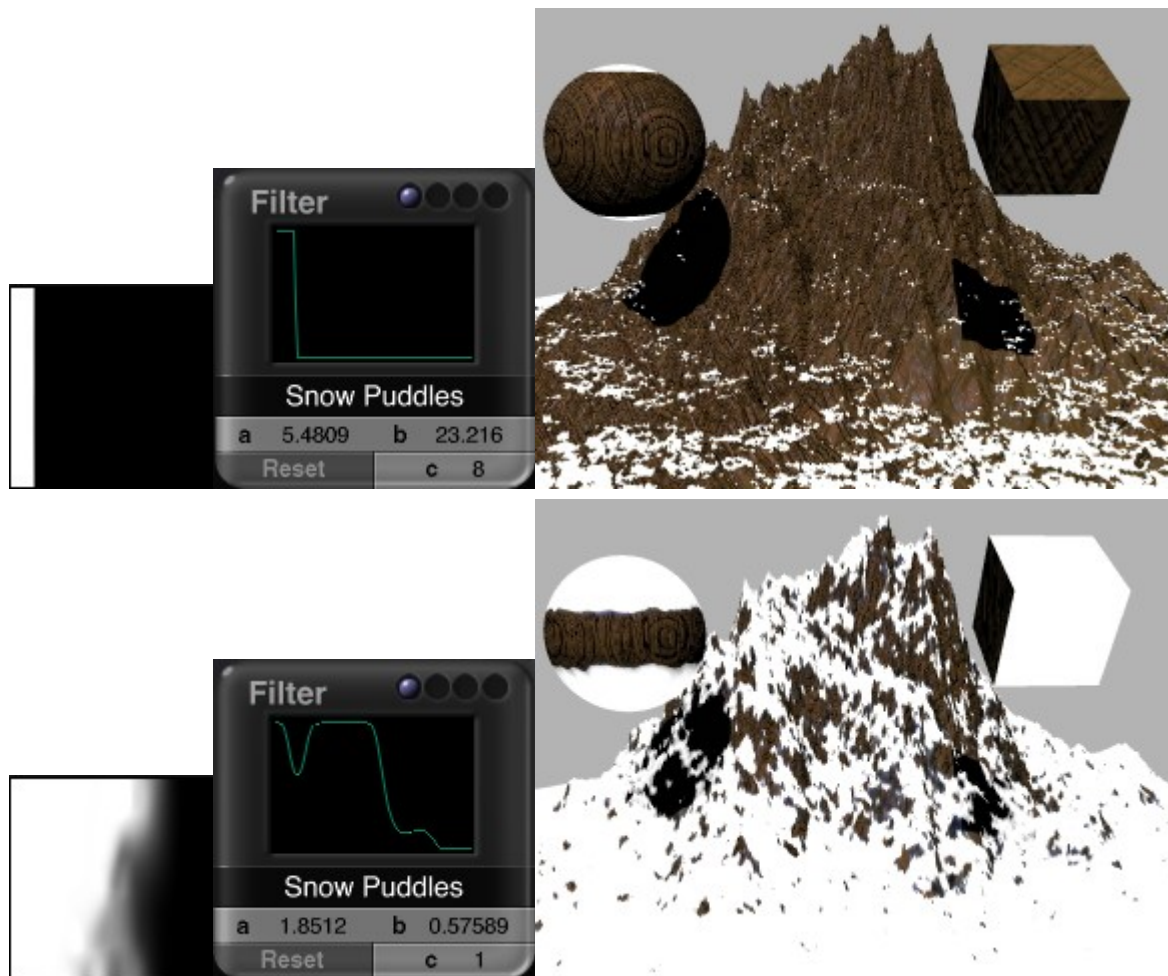 Filter
Snow Puddles
a 5.4809 b 23.216
Reset c 8
Filter
Snow Puddles
a 1.8512 b 0.57589
Reset c 1